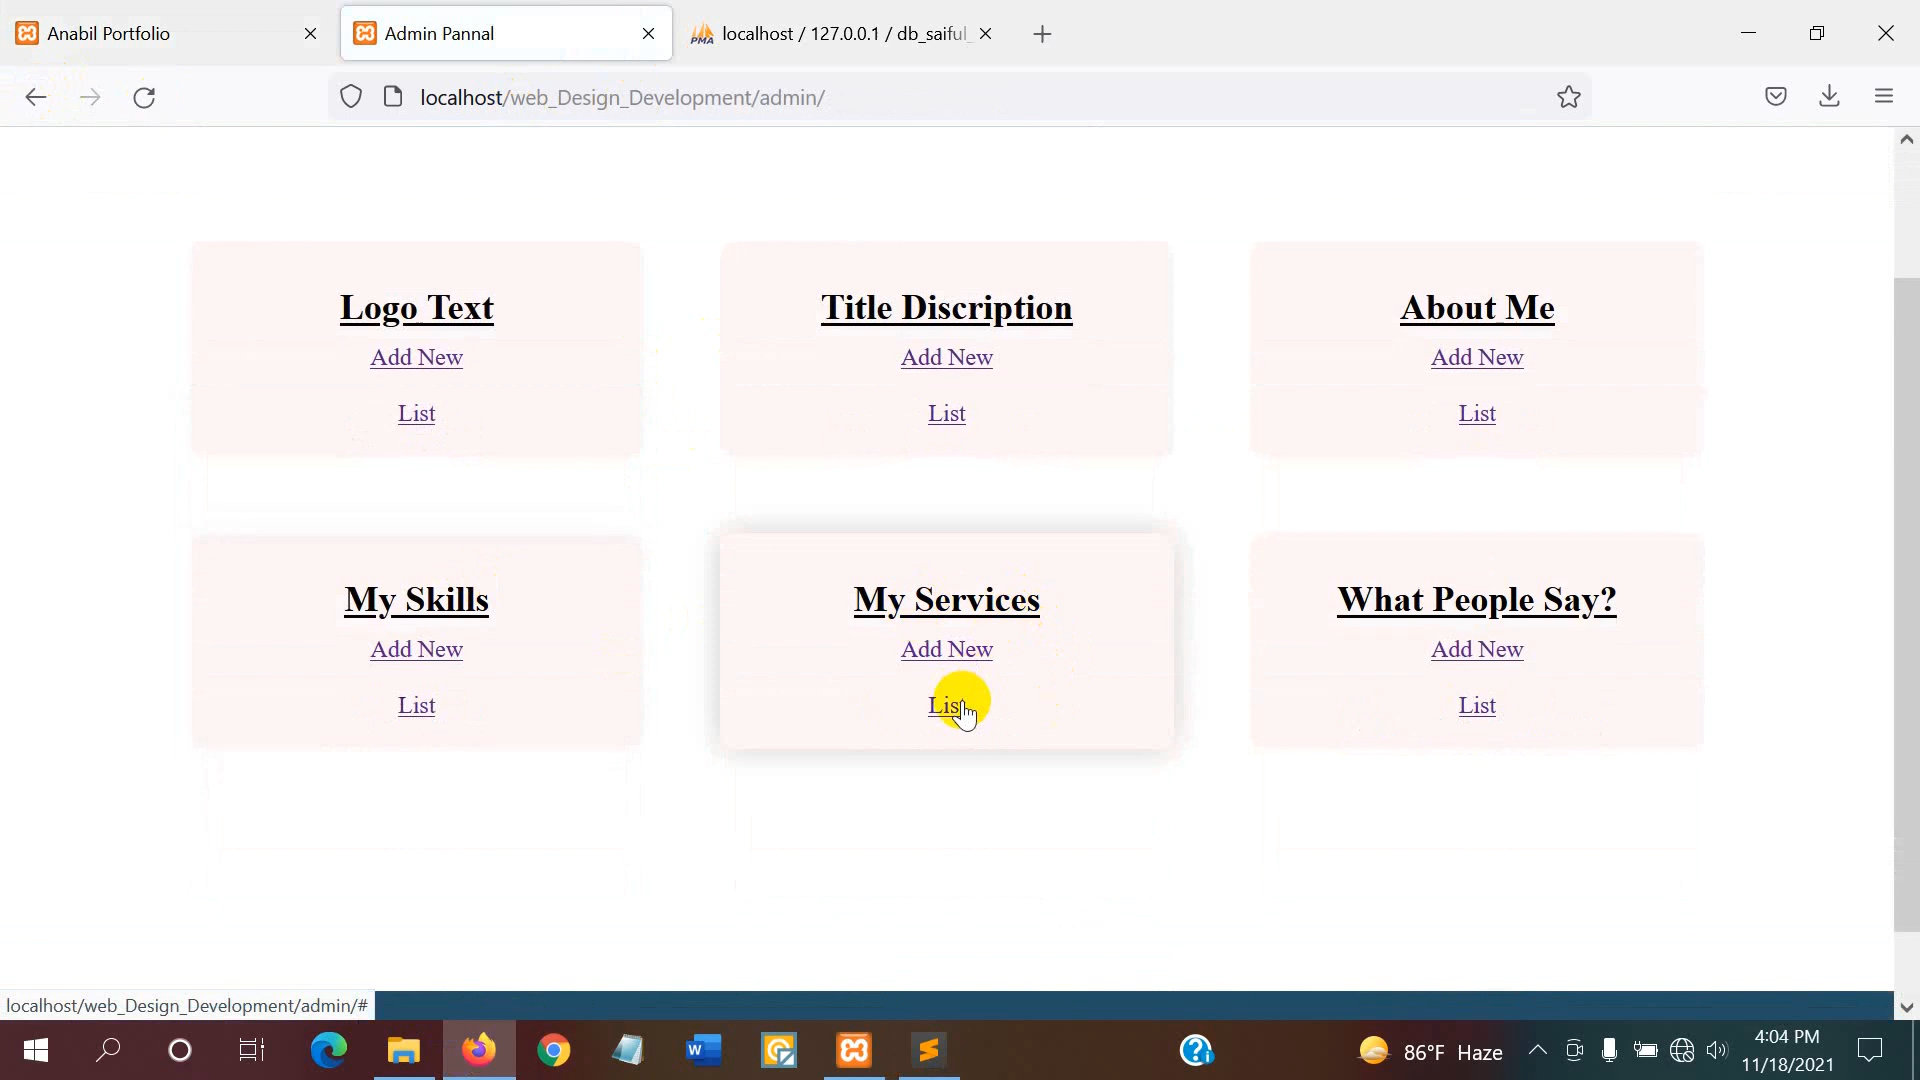 Anabil Portfolio
Admin Pannal
localhost / 127.0.0.1 / db_saiful_
localhost/web_Design_Development/admin/
Logo Text
Title Discription
About Me
Add New
Add New
Add New
List
List
List
My Skills
My Services
What People Say?
Add New
Add New
Add New
List
List
List
localhost/web_Design_Development/admin/#
86°F Haze
4:04 PM
11/18/2021